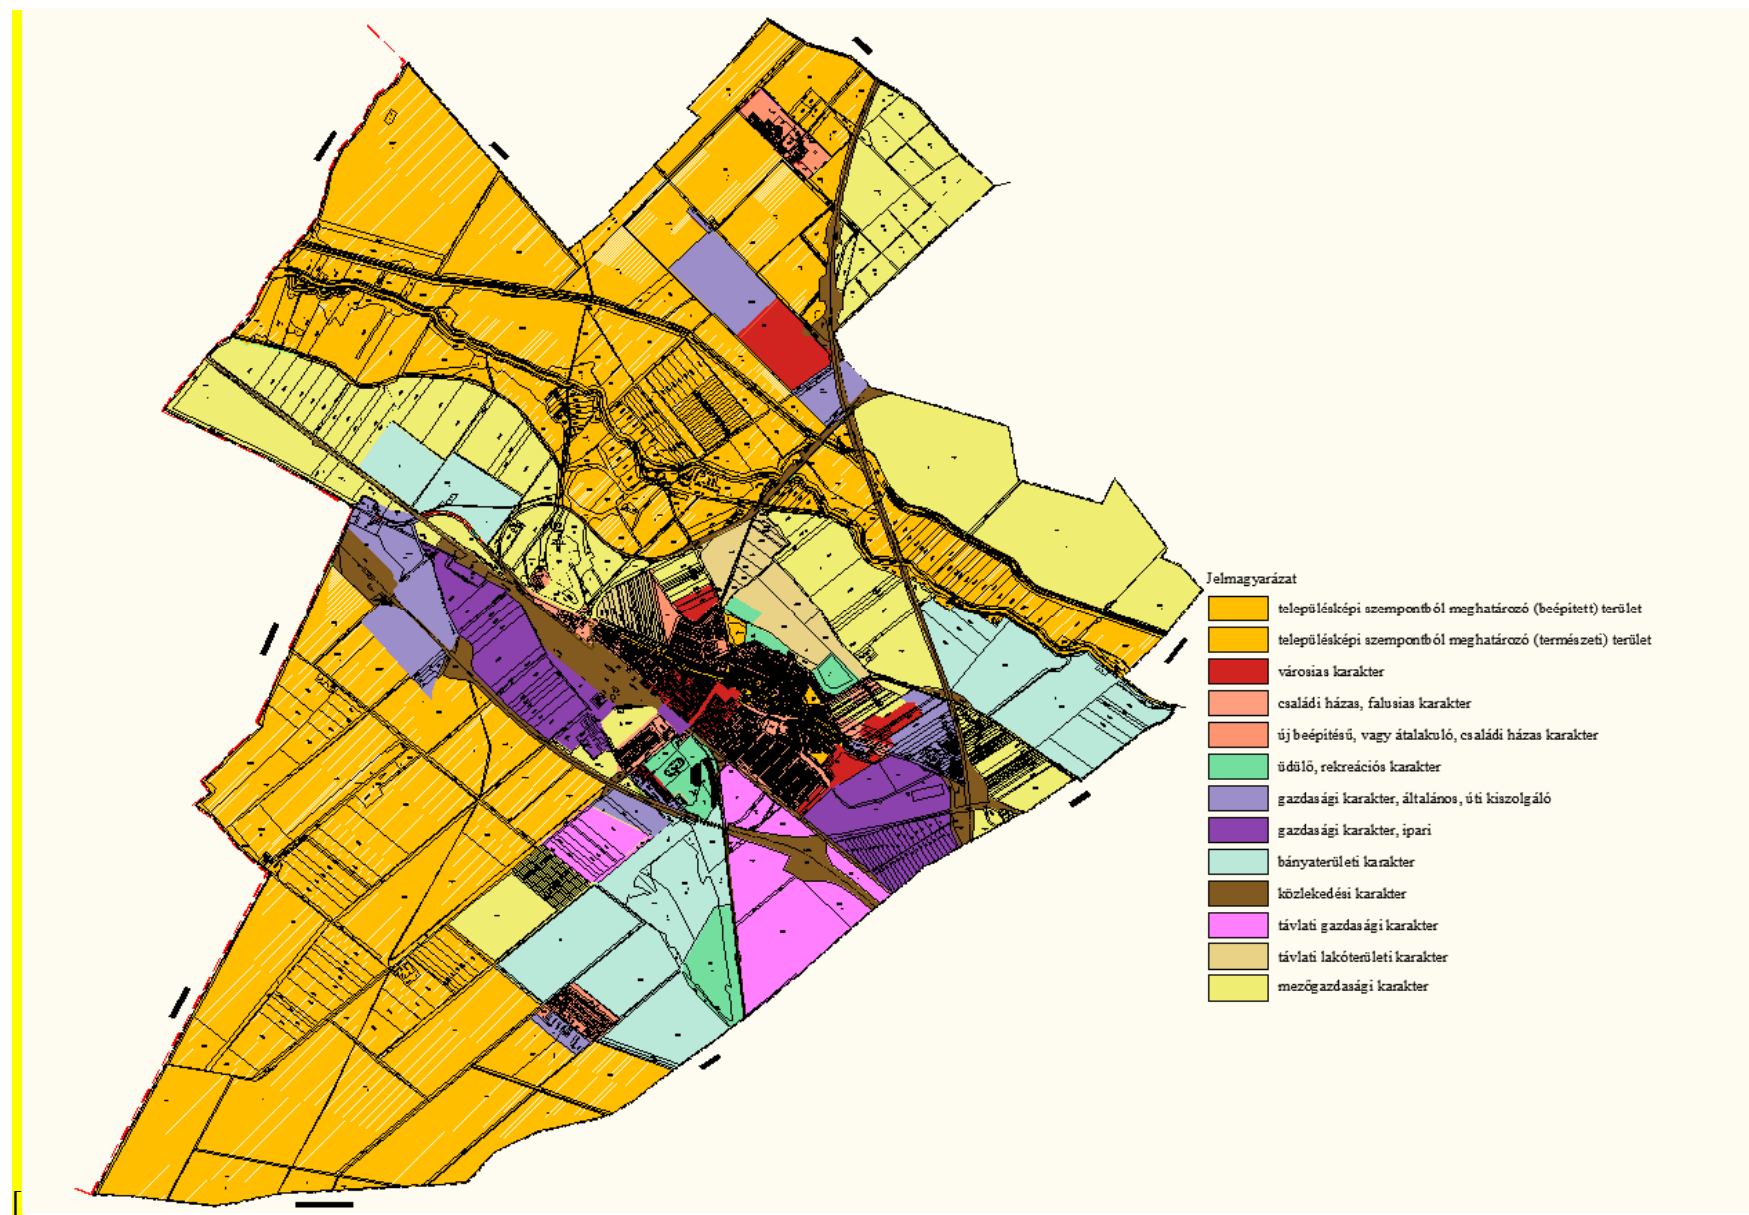 Jelmagyarázat
településképi szempontból meghatározó (beépített) terület
településképi szempontból meghatározó (természeti) terület
városias karakter
családi házas, falusias karakter
új beépítésű, vagy átalakuló, családi házas karakter
üdülő, rekreációs karakter
gazdasági karakter, általános, úti kiszolgáló
gazdasági karakter, ipari
bányaterületi karakter
közlekedési karakter
távlati gazdasági karakter
távlati lakóterületi karakter
mezőgazdasági karakter
[